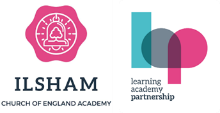 ILSHAM
CHURCH OF ENGLAND ACADEMY
learning
academy
partnership